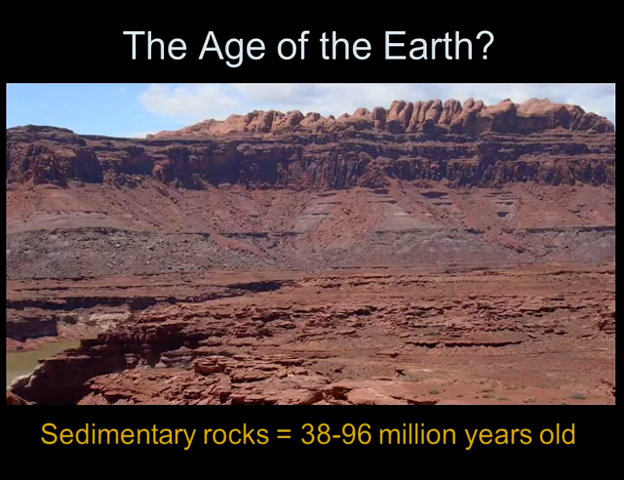 The Age of the Earth?
Sedimentary rocks = 38-96 million years old